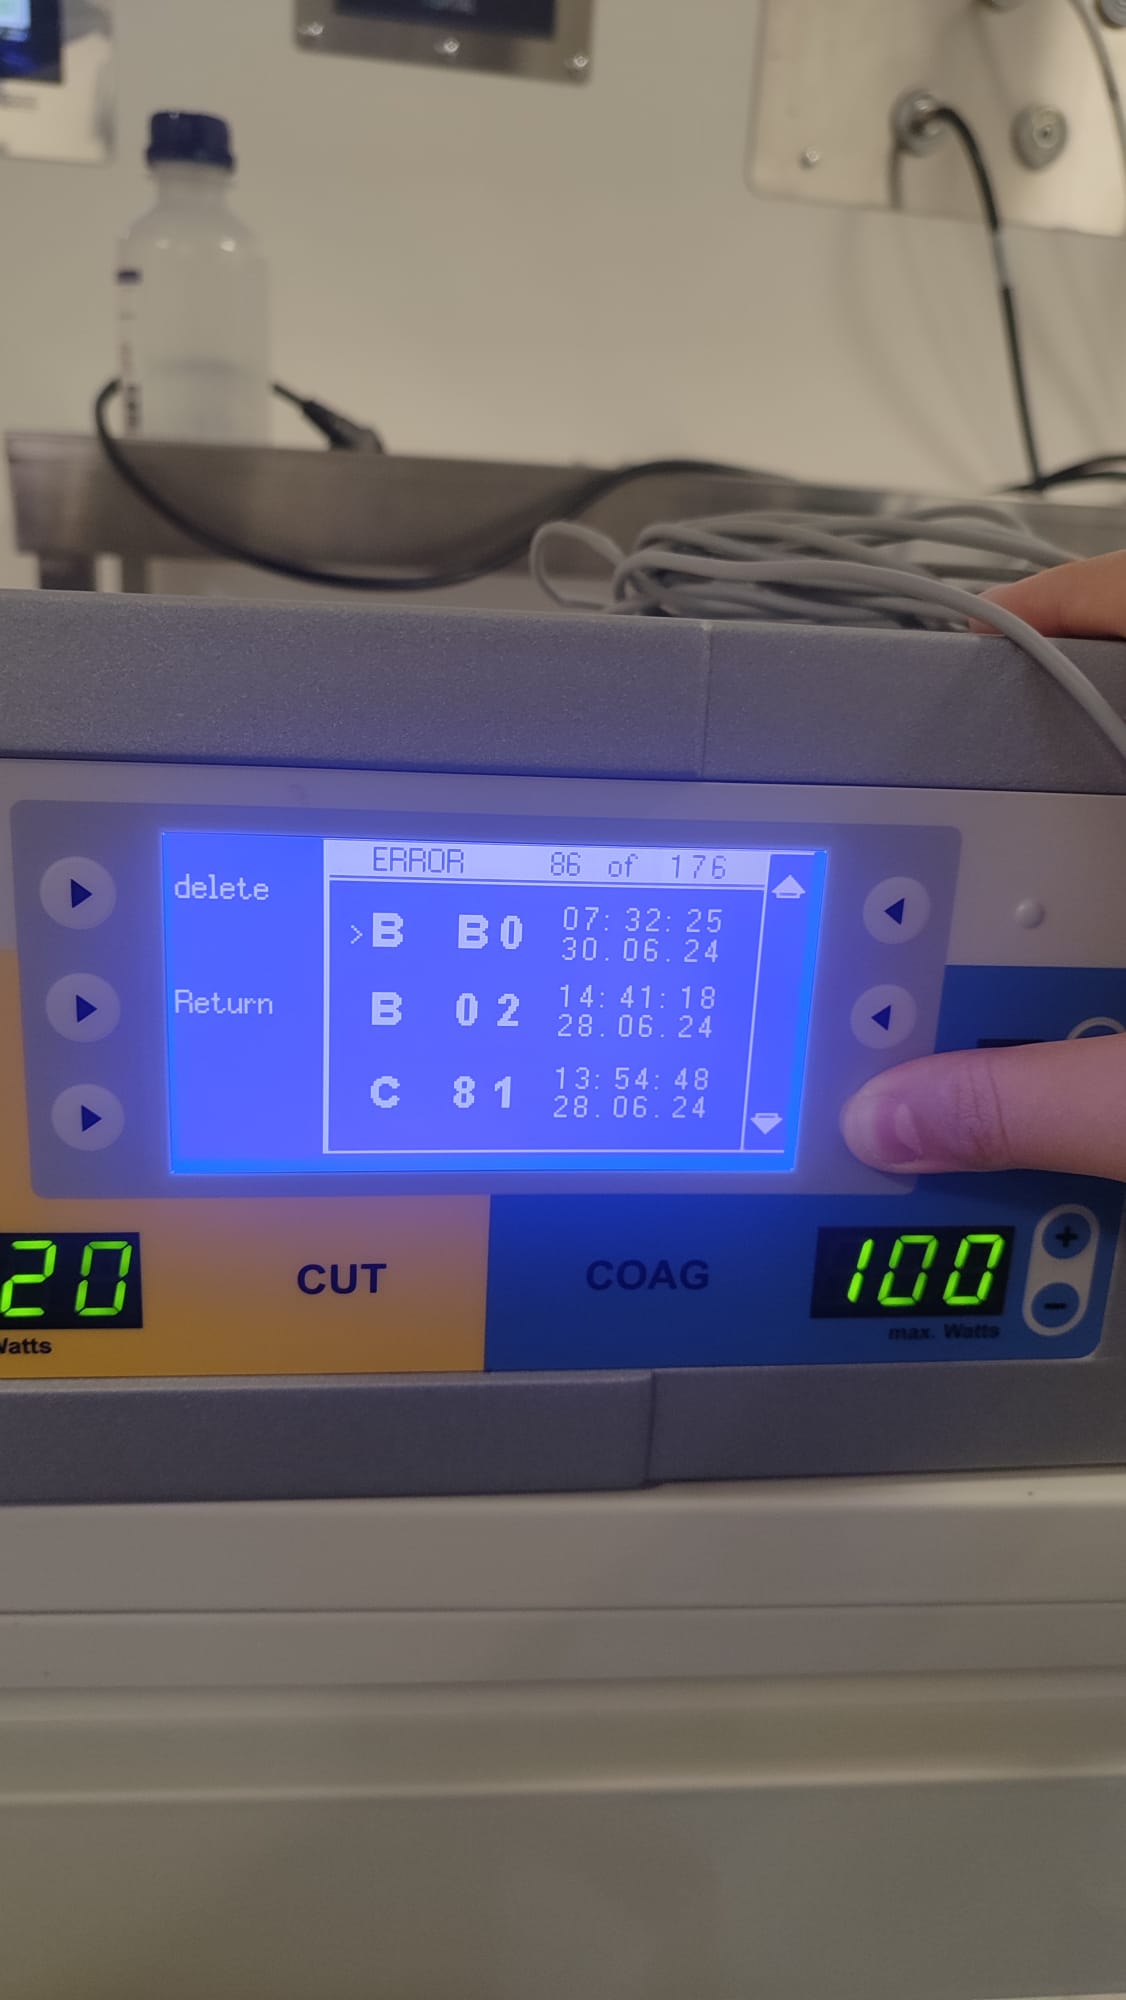 ERROR 86 of 176
delete
>B B0 07:32:25
30.06.24
Return
B 02 14:41:18
28.06.24
C 81 13:54:48
28.06.24
20
CUT
COAG
100
+
-
Watts
max. Watts